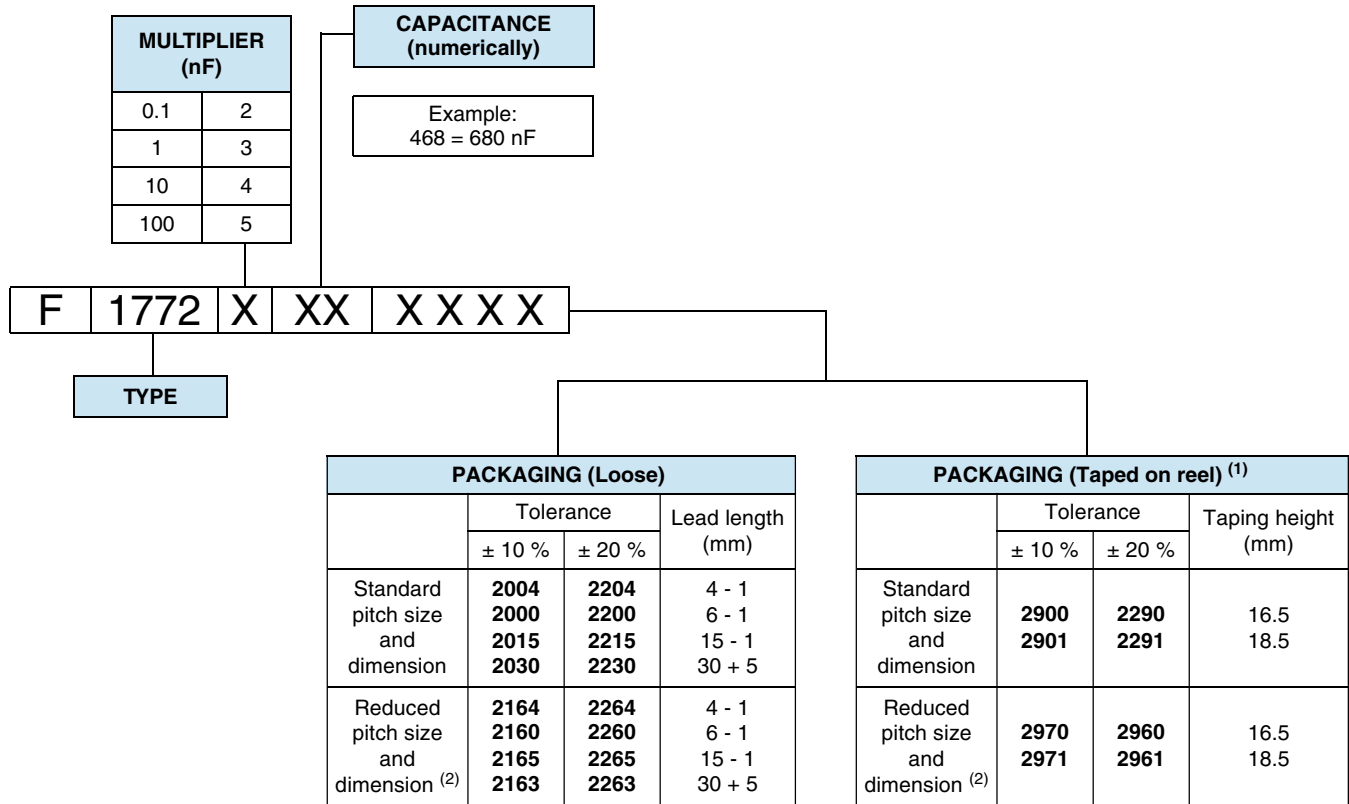 MULTIPLIER
(nF)
0.1 2
1 3
10 4
100 5
CAPACITANCE
(numerically)
Example:
468 = 680 nF
F 1772 X XX X X X X
TYPE
PACKAGING (Loose)
Tolerance Lead length
(mm)
± 10 % ± 20 %
Standard 2004 2204 4 - 1
pitch size 2000 2200 6 - 1
and 2015 2215 15 - 1
dimension 2030 2230 30 + 5
Reduced 2164 2264 4 - 1
pitch size 2160 2260 6 - 1
and 2165 2265 15 - 1
dimension (2) 2163 2263 30 + 5
PACKAGING (Taped on reel) (1)
Tolerance Taping height
(mm)
± 10 % ± 20 %
Standard
pitch size 2900 2290 16.5
and 2901 2291 18.5
dimension
Reduced
pitch size 2970 2960 16.5
and 2971 2961 18.5
dimension (2)